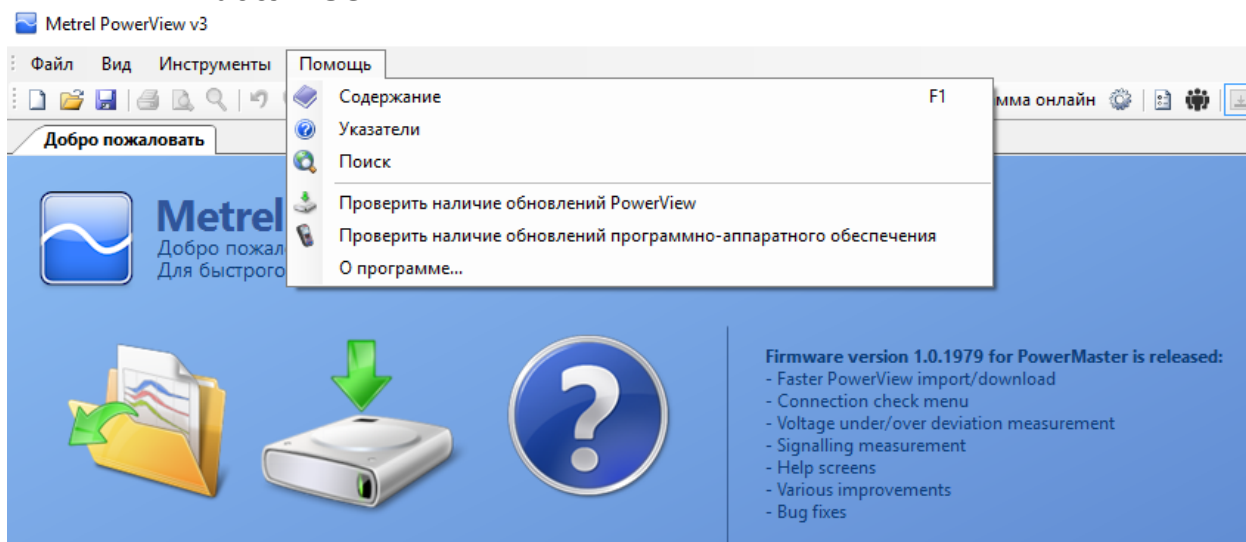 Metrel PowerView v3
Файл Вид Инструменты Помощь
Содержание F1
мма онлайн
Указатели
Добро пожаловать
Поиск
Проверить наличие обновлений PowerView
Проверить наличие обновлений программно-аппаратного обеспечения
О программе...
Metrel
Добро пожал
Для быстрого
Firmware version 1.0.1979 for PowerMaster is released:
- Faster PowerView import/download
- Connection check menu
- Voltage under/over deviation measurement
- Signalling measurement
- Help screens
- Various improvements
- Bug fixes